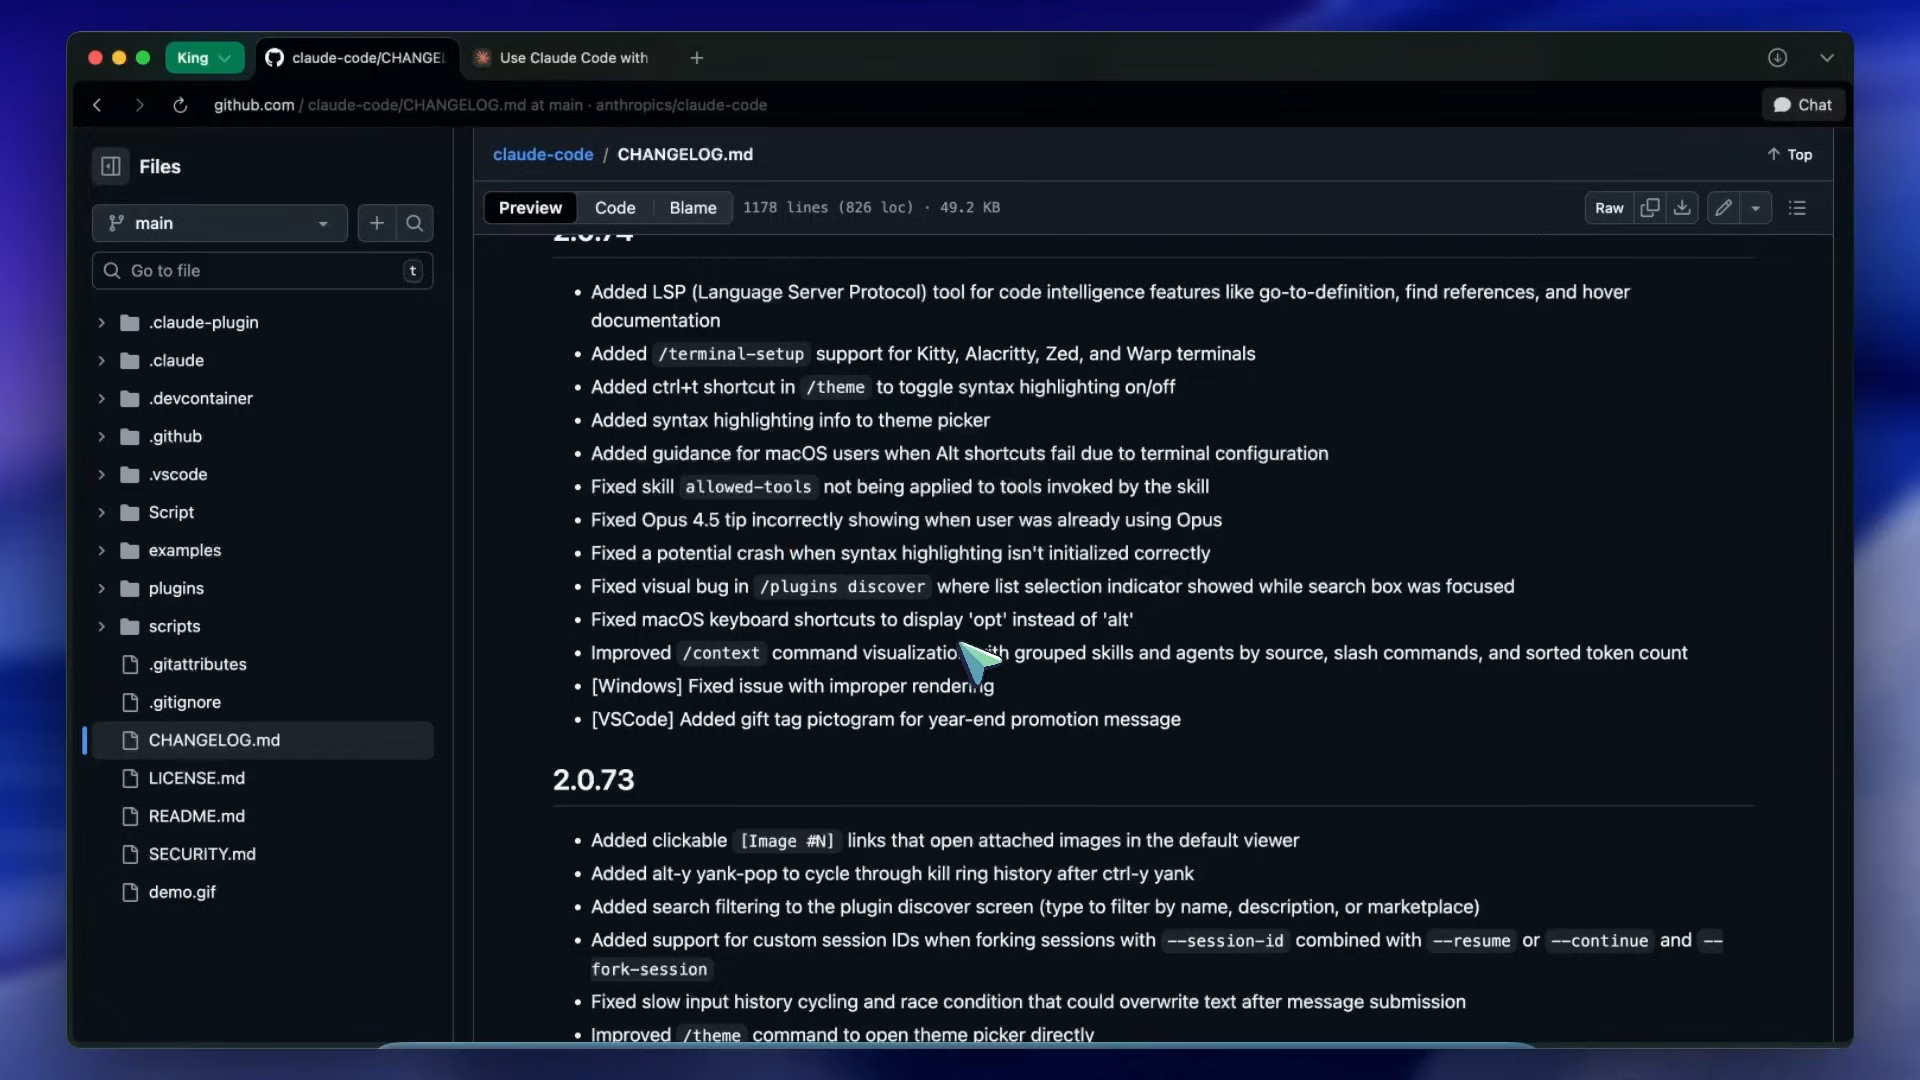 King
claude-code/CHANGEL
Use Claude Code with
github.com / claude-code/CHANGELOG.md at main · anthropics/claude-code
Chat
Files
main
Go to file
t
.claude-plugin
.claude
.devcontainer
.github
.vscode
Script
examples
plugins
scripts
.gitattributes
.gitignore
CHANGELOG.md
LICENSE.md
README.md
SECURITY.md
demo.gif
claude-code / CHANGELOG.md
Top
Preview
Code
Blame
1178 lines (826 loc) · 49.2 KB
Raw
2.0.74
• Added LSP (Language Server Protocol) tool for code intelligence features like go-to-definition, find references, and hover
documentation
• Added /terminal-setup support for Kitty, Alacritty, Zed, and Warp terminals
• Added ctrl+t shortcut in /theme to toggle syntax highlighting on/off
• Added syntax highlighting info to theme picker
• Added guidance for macOS users when Alt shortcuts fail due to terminal configuration
• Fixed skill allowed-tools not being applied to tools invoked by the skill
• Fixed Opus 4.5 tip incorrectly showing when user was already using Opus
• Fixed a potential crash when syntax highlighting isn't initialized correctly
• Fixed visual bug in /plugins discover where list selection indicator showed while search box was focused
• Fixed macOS keyboard shortcuts to display 'opt' instead of 'alt'
• Improved /context command visualization with grouped skills and agents by source, slash commands, and sorted token count
• [Windows] Fixed issue with improper rendering
• [VSCode] Added gift tag pictogram for year-end promotion message
2.0.73
• Added clickable [Image #N] links that open attached images in the default viewer
• Added alt-y yank-pop to cycle through kill ring history after ctrl-y yank
• Added search filtering to the plugin discover screen (type to filter by name, description, or marketplace)
• Added support for custom session IDs when forking sessions with --session-id combined with --resume or --continue and --
fork-session
• Fixed slow input history cycling and race condition that could overwrite text after message submission
• Improved /theme command to open theme picker directly